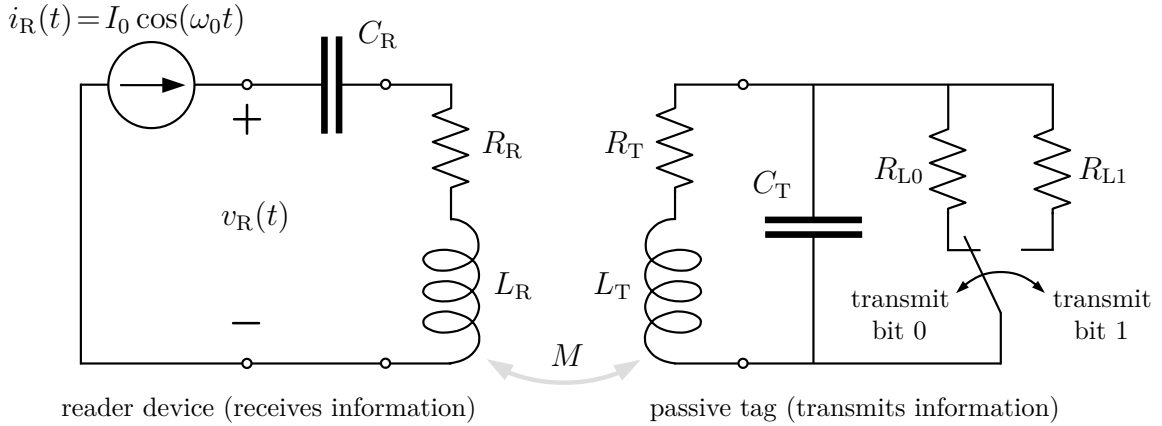 i_R(t) = I_0 cos(ω_0t)
C_R
+
R_R
v_R(t)
L_R
−
R_T
C_T
R_L0
R_L1
L_T
transmit
bit 0
transmit
bit 1
M
reader device (receives information)
passive tag (transmits information)